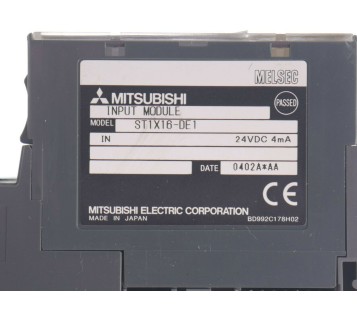 MELSEC
MITSUBISHI
PASSED
INPUT MODULE
MODEL ST1X16-DE1
IN 24VDC 4mA
DATE 0402A*AA
CE
MITSUBISHI ELECTRIC CORPORATION
MADE IN JAPAN BD992C178H02